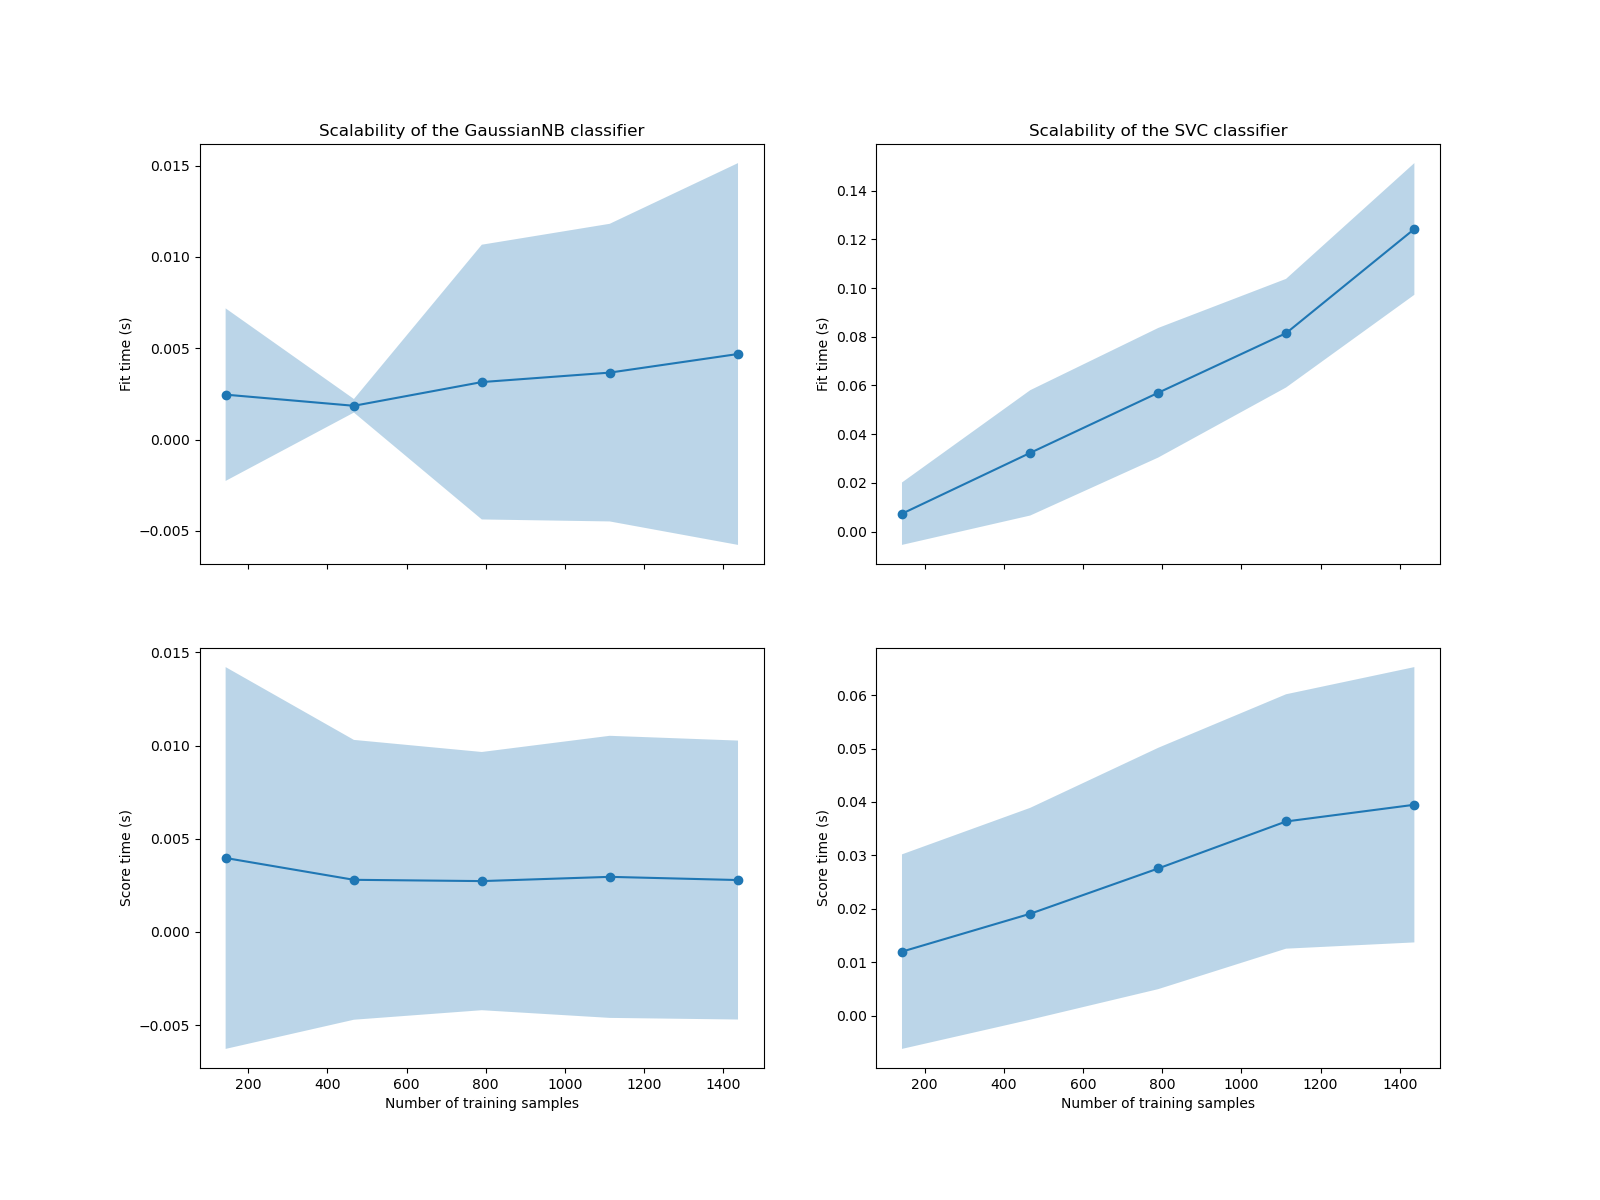 Scalability of the GaussianNB classifier
Fit time (s)
0.015
0.010
0.005
0.000
−0.005
Scalability of the SVC classifier
Fit time (s)
0.14
0.12
0.10
0.08
0.06
0.04
0.02
0.00
Score time (s)
0.015
0.010
0.005
0.000
−0.005
200 400 600 800 1000 1200 1400
Number of training samples
Score time (s)
0.06
0.05
0.04
0.03
0.02
0.01
0.00
200 400 600 800 1000 1200 1400
Number of training samples